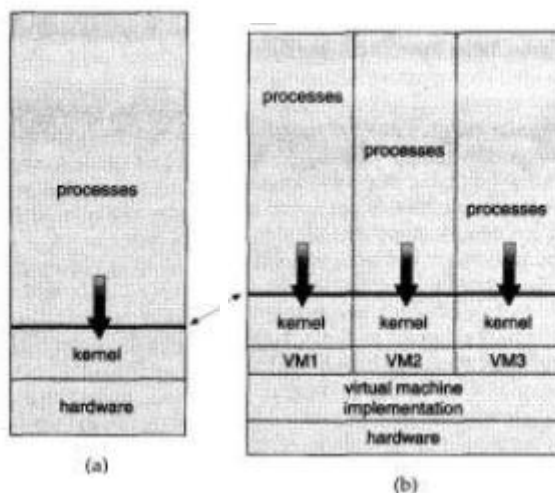 processes
kernel
hardware
(a)
processes
processes
processes
kernel kernel kernel
VM1 VM2 VM3
virtual machine
implementation
hardware
(b)